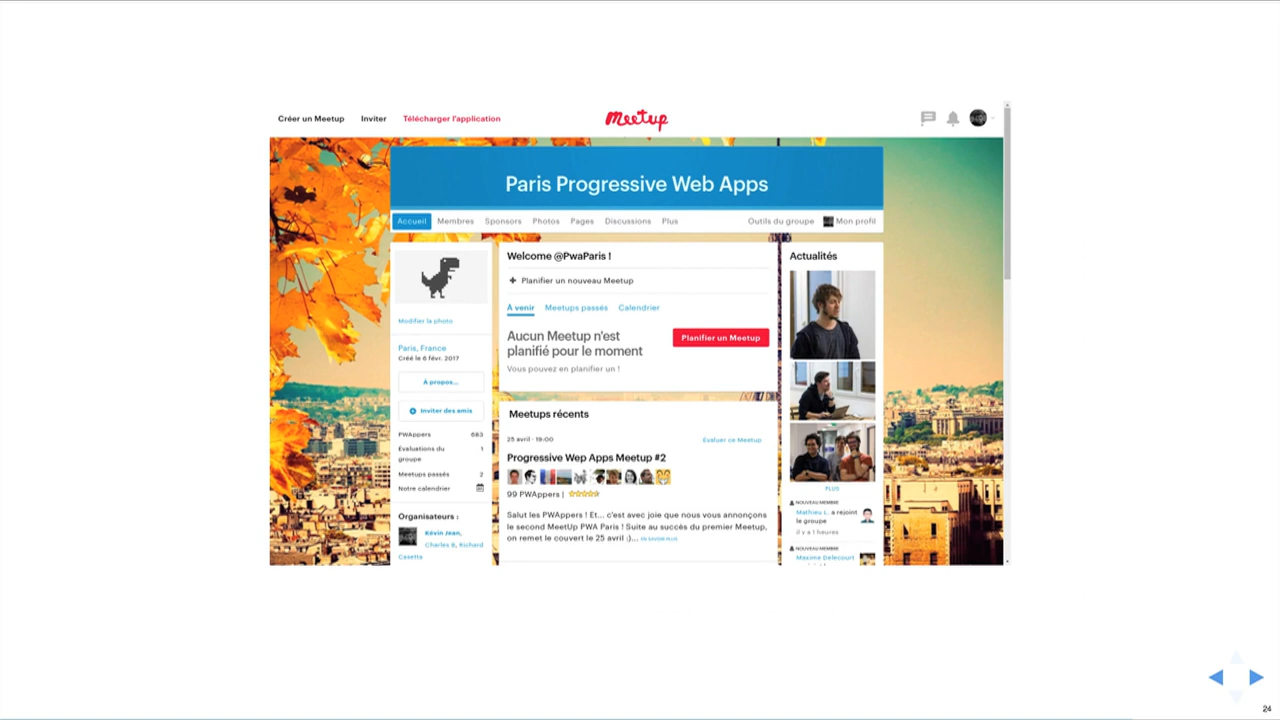 Créer un Meetup
Inviter
Télécharger l'application
Meetup
Paris Progressive Web Apps
Accueil
Membres
Sponsors
Photos
Pages
Discussions
Plus
Outils du groupe
Mon profil
Modifier la photo
Paris, France
Créé le 6 févr. 2017
À propos...
Inviter des amis
PWAppers 683
Évaluations du 1
groupe
Meetups passés 2
Notre calendrier
Organisateurs :
Kévin Jean,
Charles B, Richard
Casetta
Welcome @PwaParis !
Planifier un nouveau Meetup
À venir
Meetups passés
Calendrier
Aucun Meetup n'est
planifié pour le moment
Planifier un Meetup
Vous pouvez en planifier un !
Meetups récents
25 avril · 19:00
Évaluer ce Meetup
Progressive Wep Apps Meetup #2
99 PWAppers |
Salut les PWAppers ! Et... c'est avec joie que nous vous annonçons
le second MeetUp PWA Paris ! Suite au succès du premier Meetup,
on remet le couvert le 25 avril :)... EN SAVOIR PLUS
Actualités
PLUS
NOUVEAU MEMBRE
Mathieu L. a rejoint
le groupe
il y a 1 heures
NOUVEAU MEMBRE
Maxime Delecourt
24